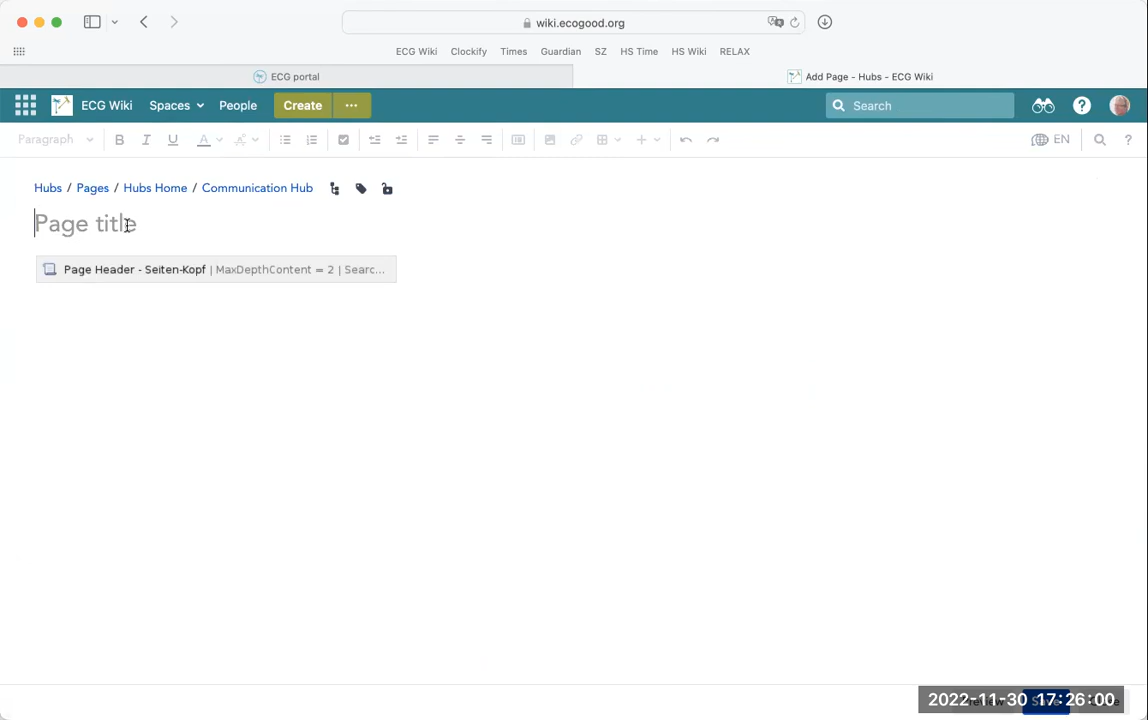 wiki.ecogood.org
ECG Wiki Clockify Times Guardian SZ HS Time HS Wiki RELAX
ECG portal Add Page - Hubs - ECG Wiki
ECG Wiki Spaces People Create ... Search ?
Paragraph B I U A EN ?
Hubs / Pages / Hubs Home / Communication Hub
Page title
Page Header - Seiten-Kopf | MaxDepthContent = 2 | Searc...
2022-11-30 17:26:00